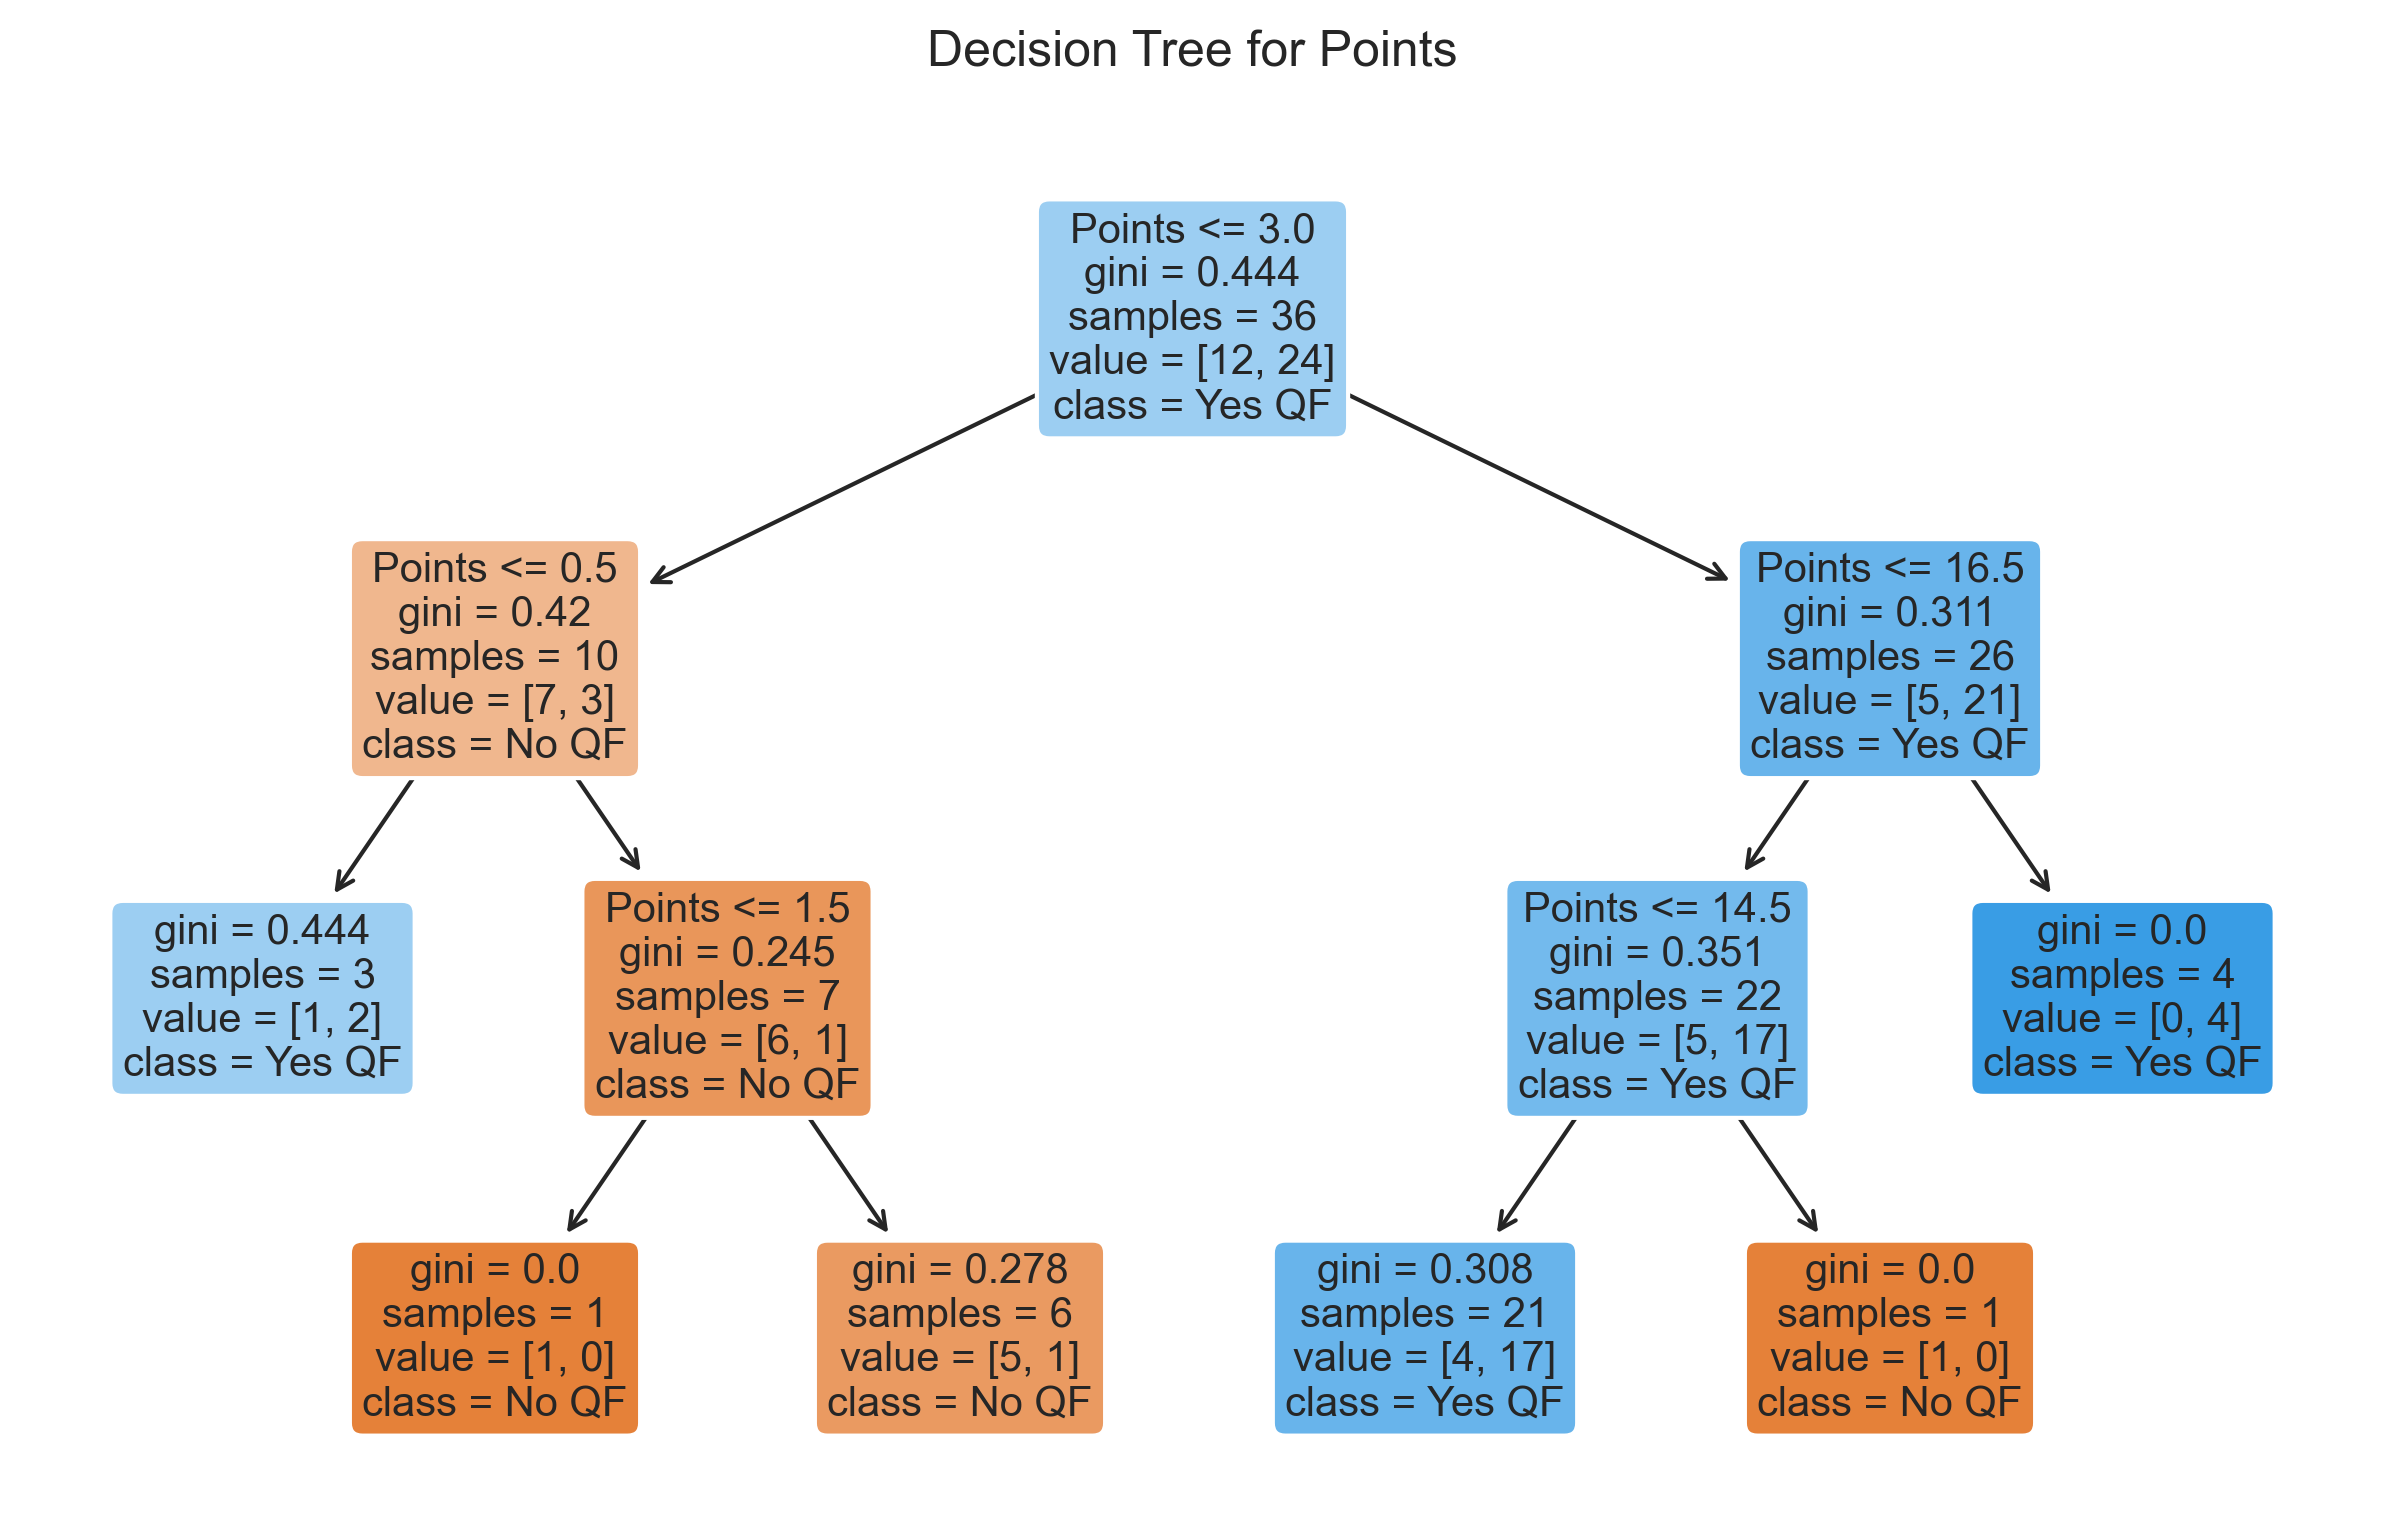 Decision Tree for Points
Points <= 3.0
gini = 0.444
samples = 36
value = [12, 24]
class = Yes QF
Points <= 0.5
gini = 0.42
samples = 10
value = [7, 3]
class = No QF
Points <= 16.5
gini = 0.311
samples = 26
value = [5, 21]
class = Yes QF
gini = 0.444
samples = 3
value = [1, 2]
class = Yes QF
Points <= 1.5
gini = 0.245
samples = 7
value = [6, 1]
class = No QF
Points <= 14.5
gini = 0.351
samples = 22
value = [5, 17]
class = Yes QF
gini = 0.0
samples = 4
value = [0, 4]
class = Yes QF
gini = 0.0
samples = 1
value = [1, 0]
class = No QF
gini = 0.278
samples = 6
value = [5, 1]
class = No QF
gini = 0.308
samples = 21
value = [4, 17]
class = Yes QF
gini = 0.0
samples = 1
value = [1, 0]
class = No QF